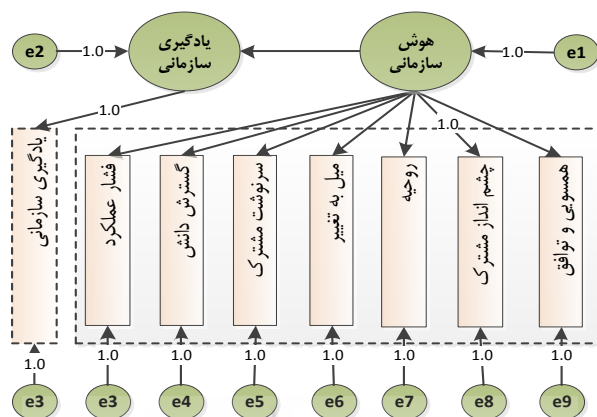 هوش
سازمانی
یادگیری
سازمانی
e1
1.0
1.0
e2
1.0
1.0
همسویی و توافق
چشم انداز مشترک
روحیه
میل به تغییر
سرنوشت مشترک
گسترش دانش
فشار عملکرد
یادگیری سازمانی
1.0
1.0
1.0
1.0
1.0
1.0
1.0
1.0
e9
e8
e7
e6
e5
e4
e3
e3